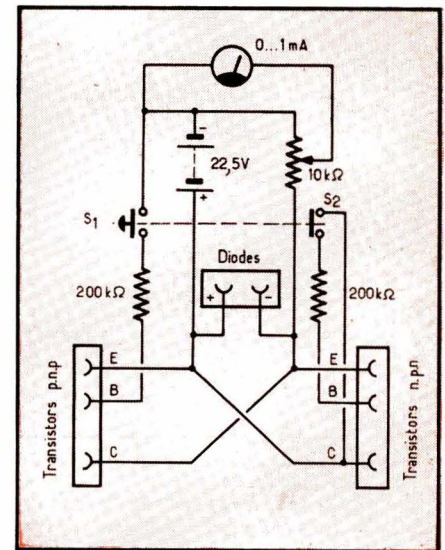 0...1mA
-
22,5V
+
10kΩ
S1
S2
Diodes
+ -
200kΩ
200kΩ
Transistors p.n.p
E
B
C
E
B
C
Transistors n.p.n